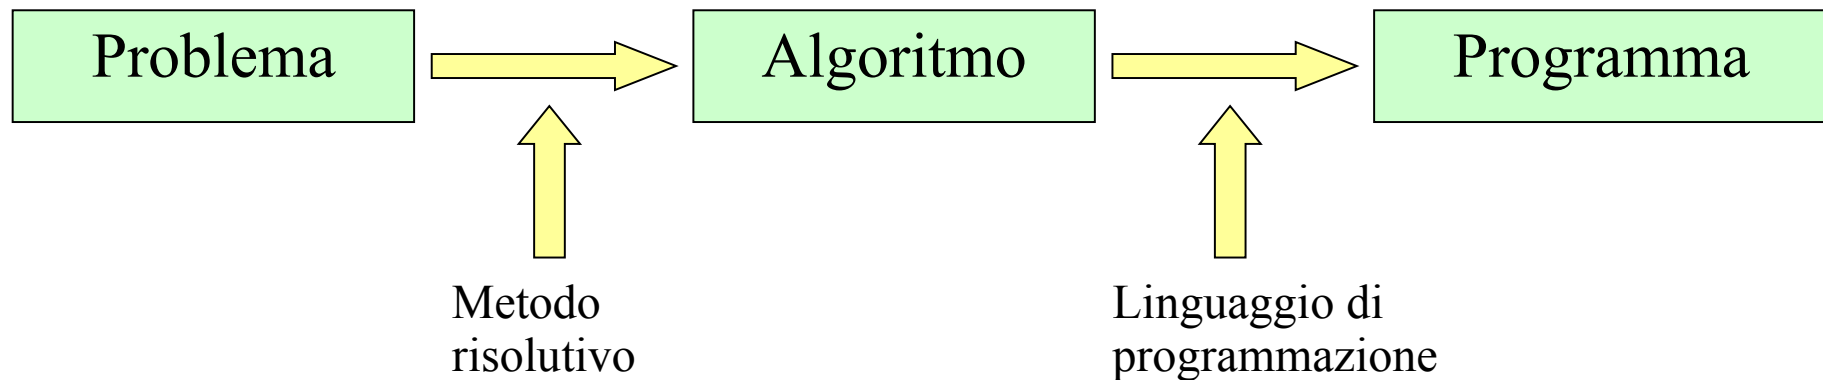 Problema
Algoritmo
Programma
Metodo
risolutivo
Linguaggio di
programmazione